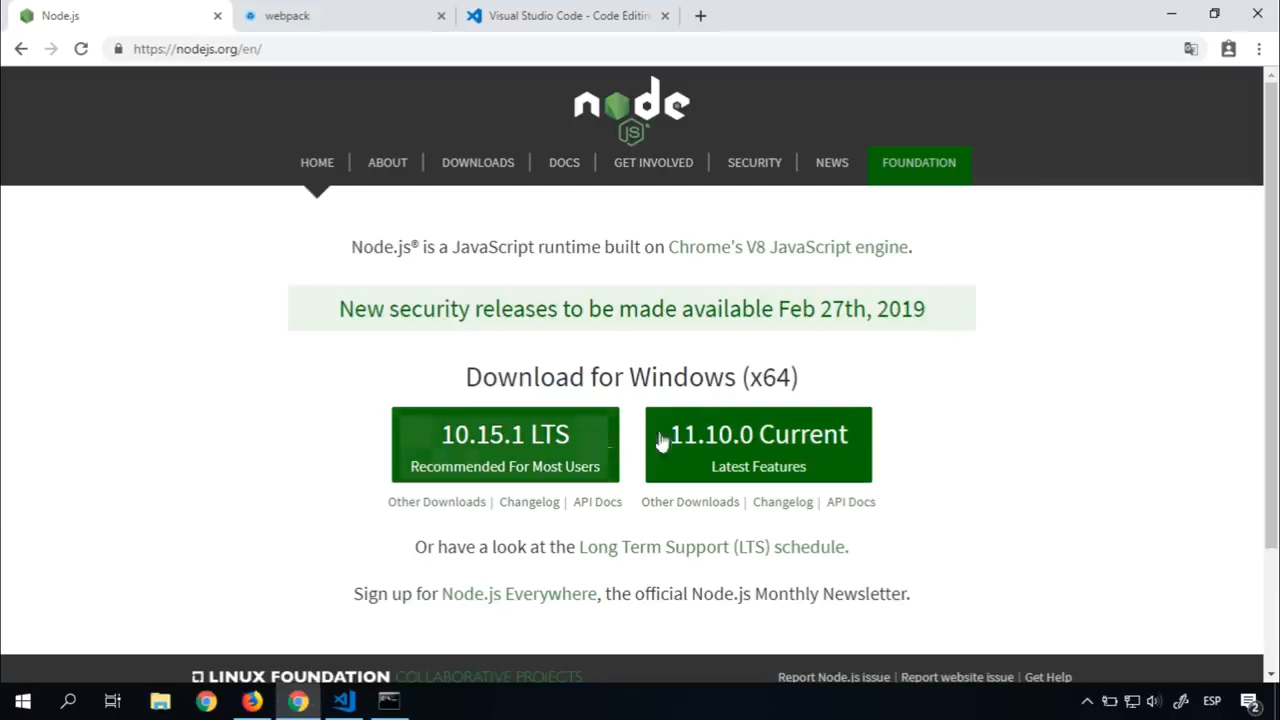 Node.js
webpack
Visual Studio Code - Code Editin
https://nodejs.org/en/
node
JS
HOME
ABOUT
DOWNLOADS
DOCS
GET INVOLVED
SECURITY
NEWS
FOUNDATION
Node.js® is a JavaScript runtime built on Chrome's V8 JavaScript engine.
New security releases to be made available Feb 27th, 2019
Download for Windows (x64)
10.15.1 LTS
Recommended For Most Users
11.10.0 Current
Latest Features
Other Downloads | Changelog | API Docs
Other Downloads | Changelog | API Docs
Or have a look at the Long Term Support (LTS) schedule.
Sign up for Node.js Everywhere, the official Node.js Monthly Newsletter.
LINUX FOUNDATION COLLABORATIVE PROJECTS
Report Node.js issue | Report website issue | Get Help
ESP
2